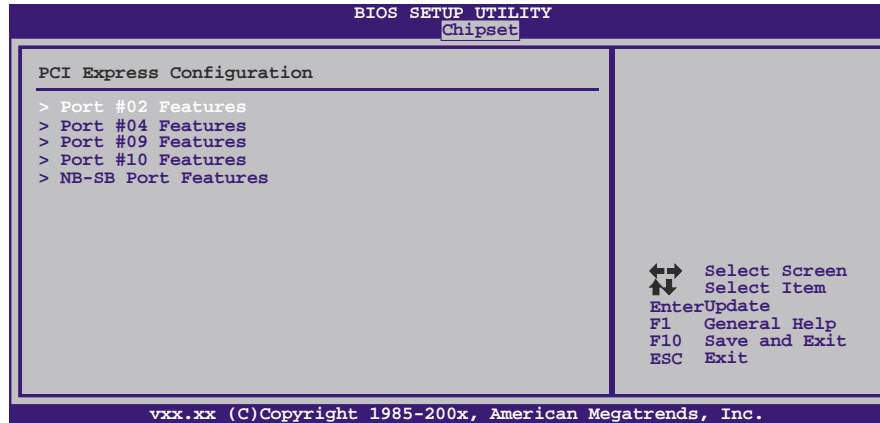 BIOS SETUP UTILITY
Chipset
PCI Express Configuration
> Port #02 Features
> Port #04 Features
> Port #09 Features
> Port #10 Features
> NB-SB Port Features
Select Screen
Select Item
EnterUpdate
F1 General Help
F10 Save and Exit
ESC Exit
vxx.xx (C)Copyright 1985-200x, American Megatrends, Inc.